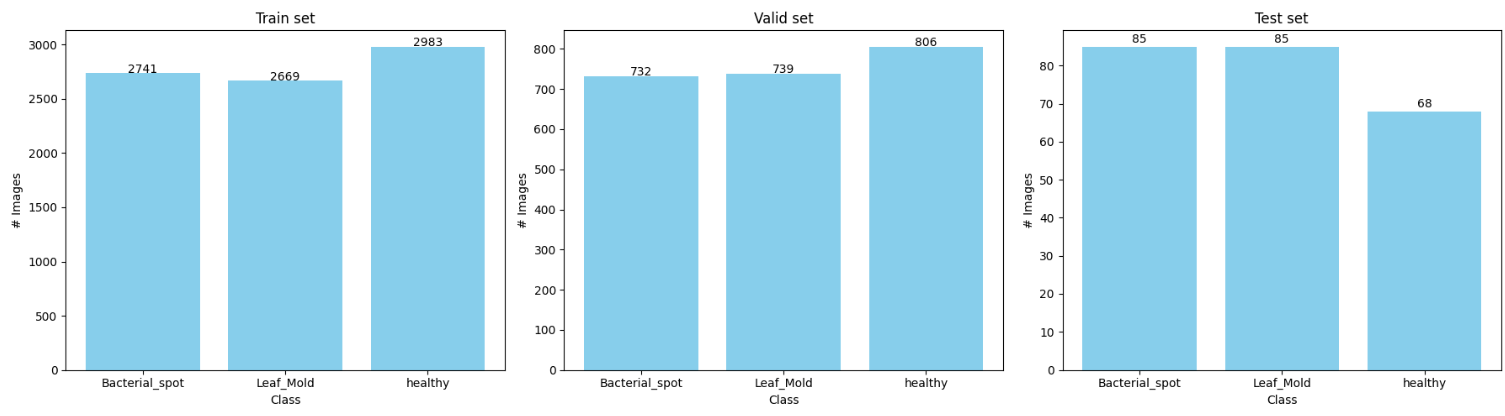 Train set
# Images
3000
2500
2000
1500
1000
500
0
2741
2669
2983
Bacterial_spot
Leaf_Mold
healthy
Class
Valid set
# Images
800
700
600
500
400
300
200
100
0
732
739
806
Bacterial_spot
Leaf_Mold
healthy
Class
Test set
# Images
80
70
60
50
40
30
20
10
0
85
85
68
Bacterial_spot
Leaf_Mold
healthy
Class